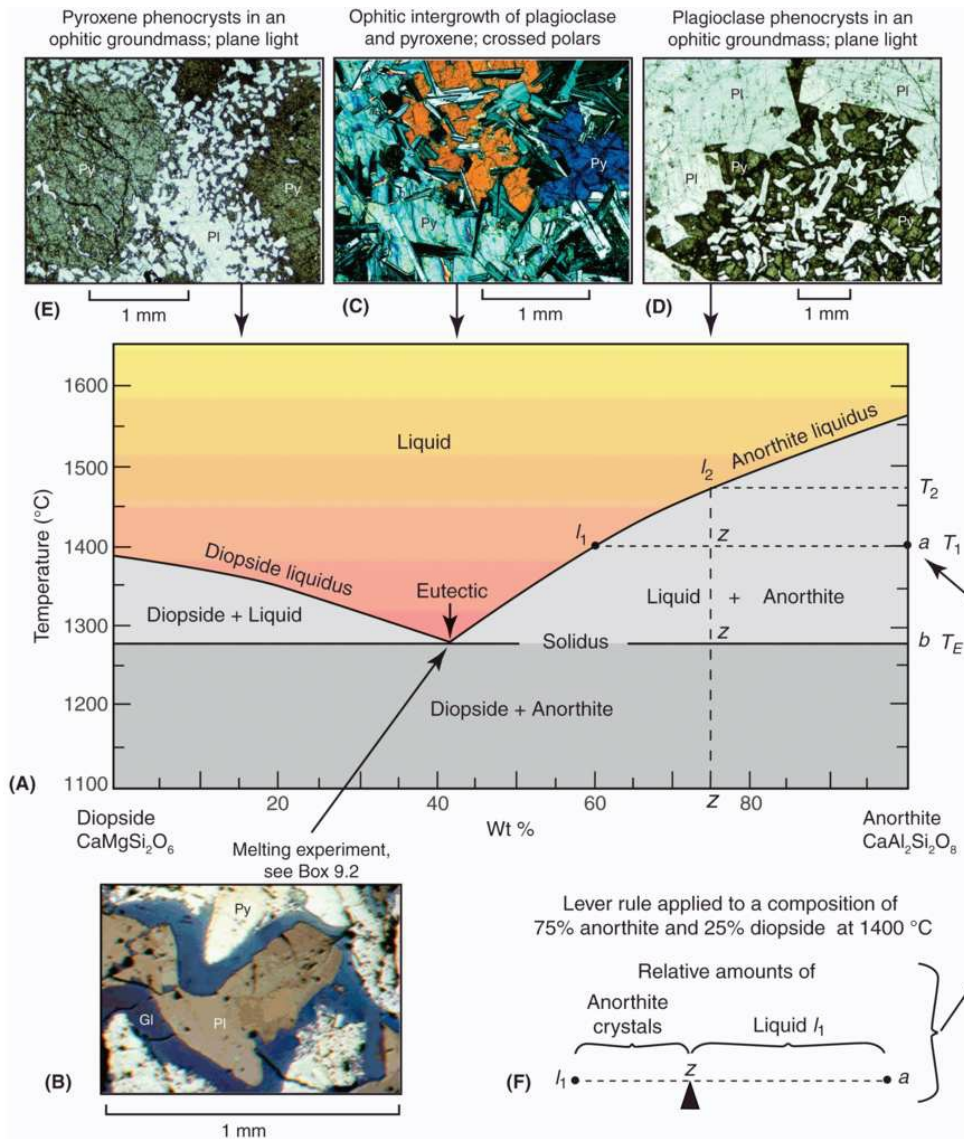 Pyroxene phenocrysts in an
ophitic groundmass; plane light
Ophitic intergrowth of plagioclase
and pyroxene; crossed polars
Plagioclase phenocrysts in an
ophitic groundmass; plane light
Py
Py
Pl
Py
Py
Pl
Pl
Py
Py
(E)
1 mm
(C)
1 mm
(D)
1 mm
1600
1500
1400
1300
1200
1100
Temperature (°C)
Liquid
Anorthite liquidus
l₂
T₂
l₁
z
a T₁
Diopside liquidus
Eutectic
Diopside + Liquid
Liquid + Anorthite
z
Solidus
b T_E
Diopside + Anorthite
(A)
20
40
60
z
80
Wt %
Diopside
CaMgSi₂O₆
Anorthite
CaAl₂Si₂O₈
Melting experiment,
see Box 9.2
Py
Gl
Pl
(B)
1 mm
Lever rule applied to a composition of
75% anorthite and 25% diopside at 1400 °C
Relative amounts of
Anorthite
crystals
Liquid l₁
l₁
z
a
(F)